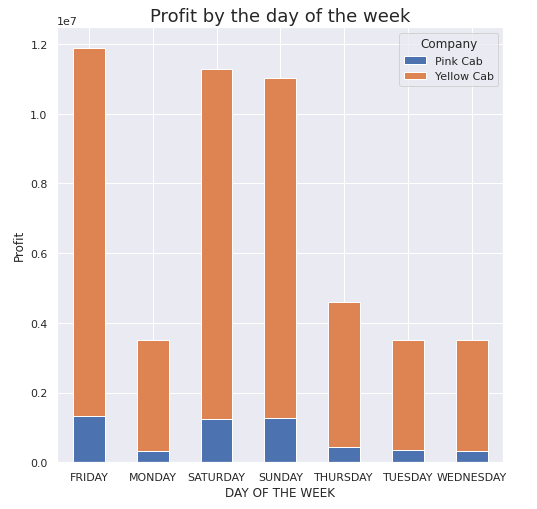 Profit by the day of the week
1e7
Company
Pink Cab
Yellow Cab
1.2
1.0
0.8
0.6
0.4
0.2
0.0
Profit
FRIDAY MONDAY SATURDAY SUNDAY THURSDAY TUESDAY WEDNESDAY
DAY OF THE WEEK